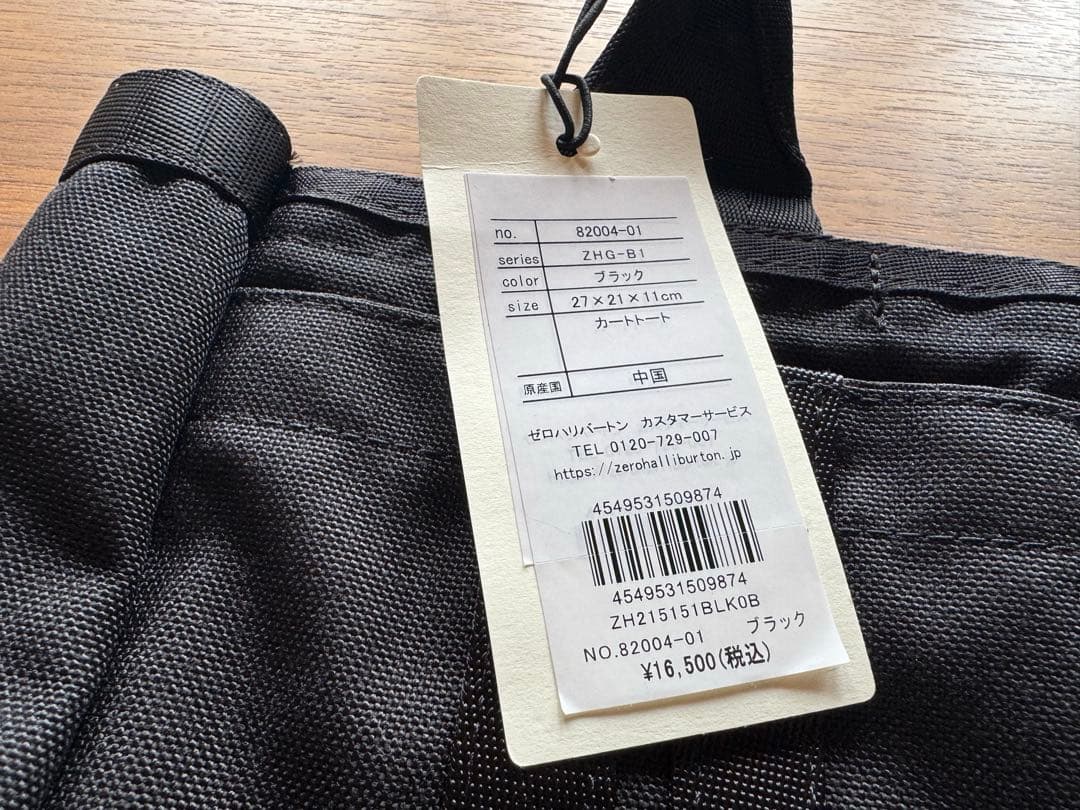 no. 82004-01
series ZHG-B1
color ブラック
size 27×21×11cm
カートトート
原産国 中国
ゼロハリバートン カスタマーサービス
TEL 0120-729-007
https://zerohalliburton.jp
4549531509874
4549531509874
ZH215151BLK0B
NO.82004-01 ブラック
¥16,500(税込)